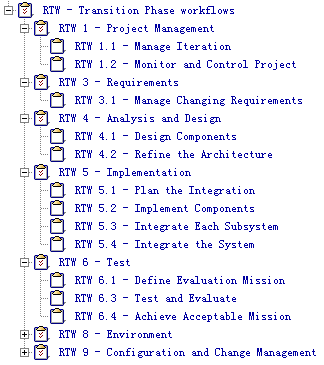 RTW - Transition Phase workflows
RTW 1 - Project Management
RTW 1.1 - Manage Iteration
RTW 1.2 - Monitor and Control Project
RTW 3 - Requirements
RTW 3.1 - Manage Changing Requirements
RTW 4 - Analysis and Design
RTW 4.1 - Design Components
RTW 4.2 - Refine the Architecture
RTW 5 - Implementation
RTW 5.1 - Plan the Integration
RTW 5.2 - Implement Components
RTW 5.3 - Integrate Each Subsystem
RTW 5.4 - Integrate the System
RTW 6 - Test
RTW 6.1 - Define Evaluation Mission
RTW 6.3 - Test and Evaluate
RTW 6.4 - Achieve Acceptable Mission
RTW 8 - Environment
RTW 9 - Configuration and Change Management